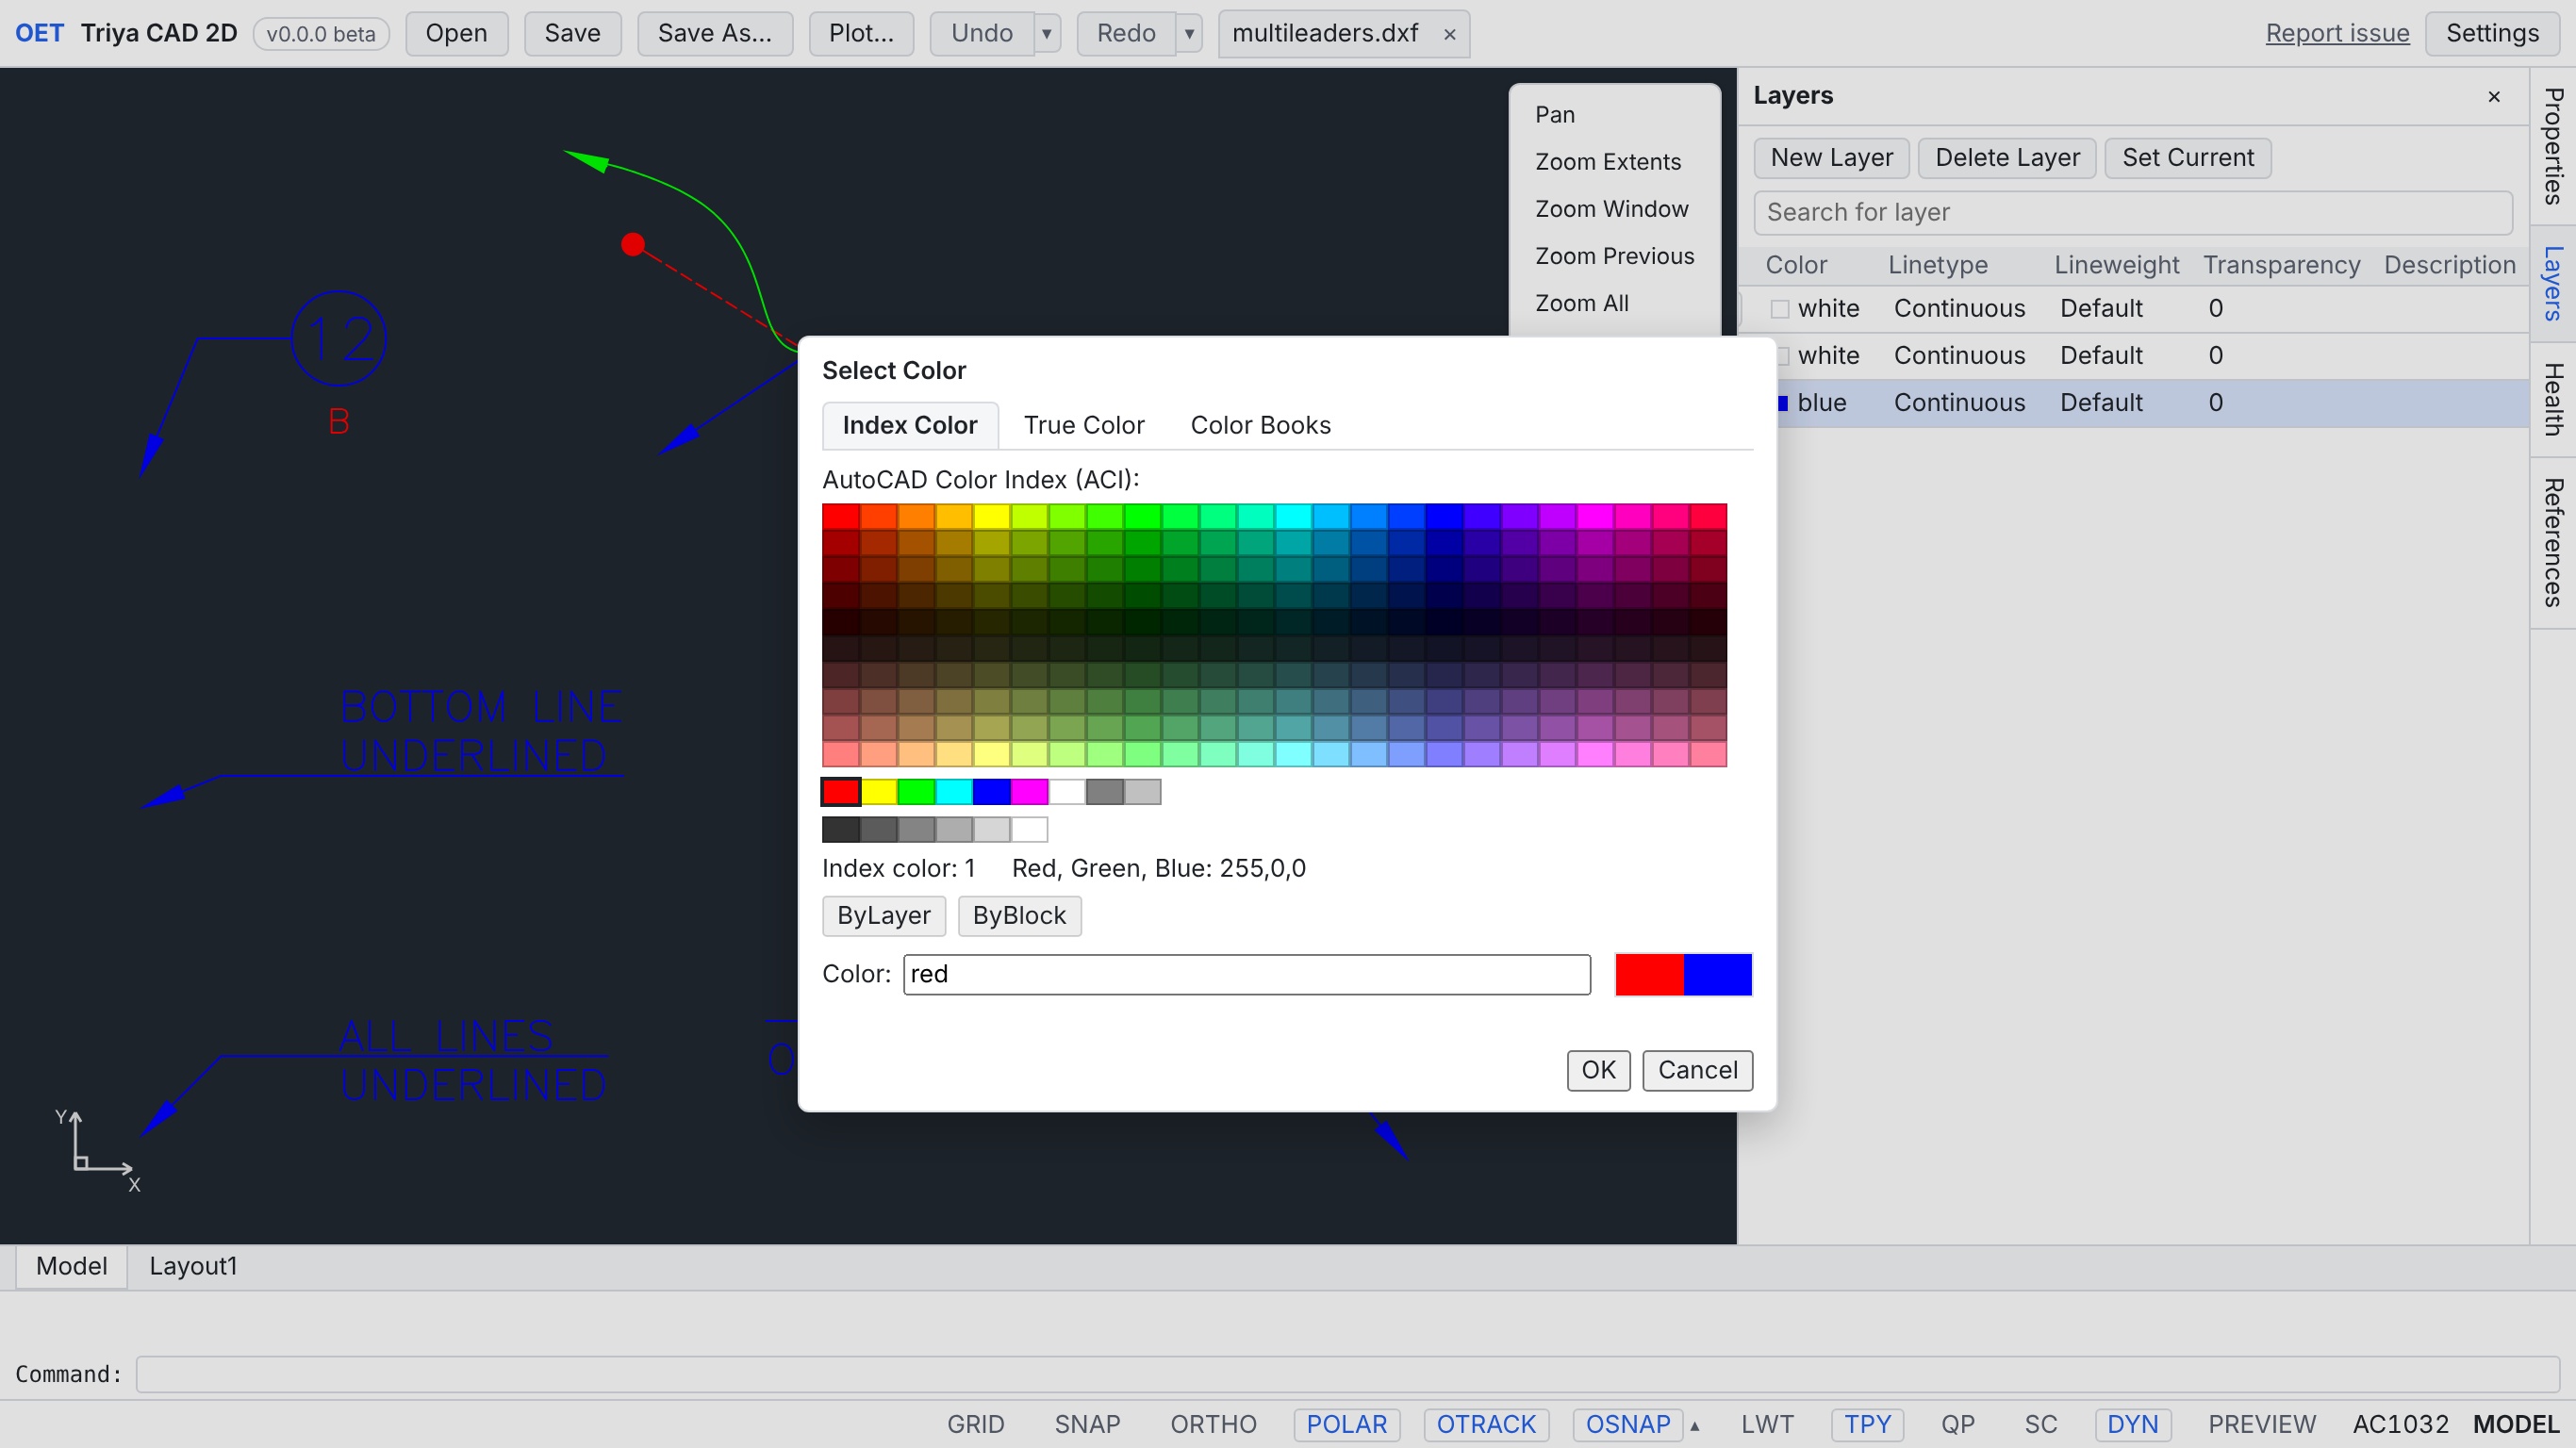 OET Triya CAD 2D v0.0.0 beta Open Save Save As... Plot... Undo ▾ Redo ▾ multileaders.dxf × Report issue Settings
Pan
Zoom Extents
Zoom Window
Zoom Previous
Zoom All
12
B
BOTTOM LINE
UNDERLINED
ALL LINES
UNDERLINED
O
Y
X
Select Color
Index Color True Color Color Books
AutoCAD Color Index (ACI):
Index color: 1 Red, Green, Blue: 255,0,0
ByLayer ByBlock
Color: red
OK Cancel
Layers ×
New Layer Delete Layer Set Current
Search for layer
Color Linetype Lineweight Transparency Description
white Continuous Default 0
white Continuous Default 0
blue Continuous Default 0
Properties
Layers
Health
References
Model Layout1
Command:
GRID SNAP ORTHO POLAR OTRACK OSNAP ▴ LWT TPY QP SC DYN PREVIEW AC1032 MODEL